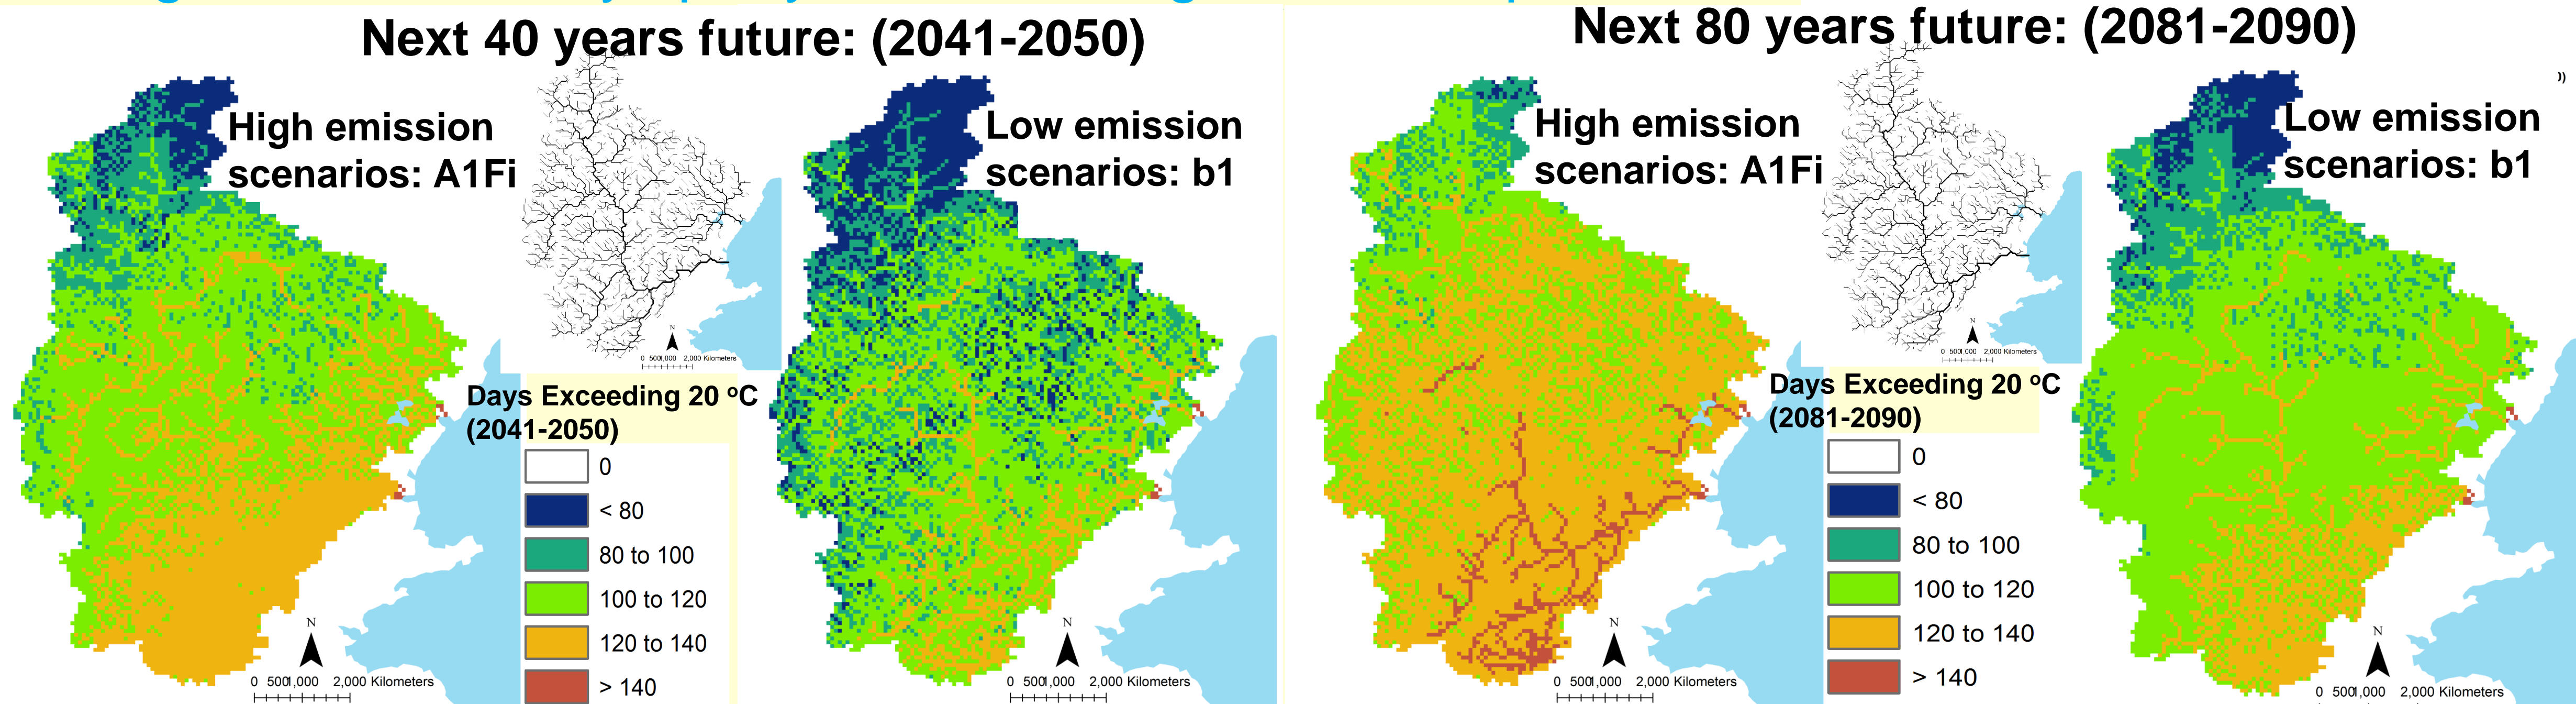 Next 40 years future: (2041-2050)
High emission
scenarios: A1Fi
N
0 500 1,000 2,000 Kilometers
Low emission
scenarios: b1
Days Exceeding 20 ºC
(2041-2050)
0
< 80
80 to 100
100 to 120
120 to 140
> 140
N
0 500 1,000 2,000 Kilometers
N
0 500 1,000 2,000 Kilometers
Next 80 years future: (2081-2090)
High emission
scenarios: A1Fi
N
0 500 1,000 2,000 Kilometers
Low emission
scenarios: b1
Days Exceeding 20 ºC
(2081-2090)
0
< 80
80 to 100
100 to 120
120 to 140
> 140
N
0 500 1,000 2,000 Kilometers
N
0 500 1,000 2,000 Kilometers